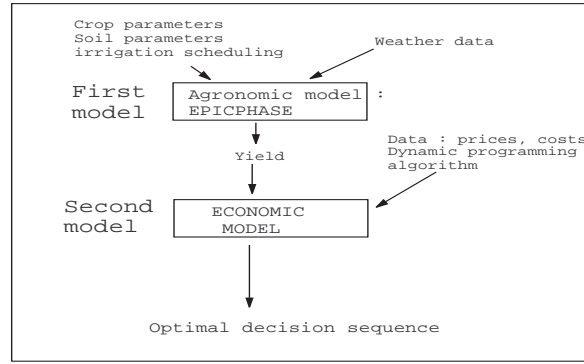 Crop parameters
Soil parameters
irrigation scheduling
Weather data
First
model
Agronomic model :
EPICPHASE
Yield
Data : prices, costs
Dynamic programming
algorithm
Second
model
ECONOMIC
MODEL
Optimal decision sequence